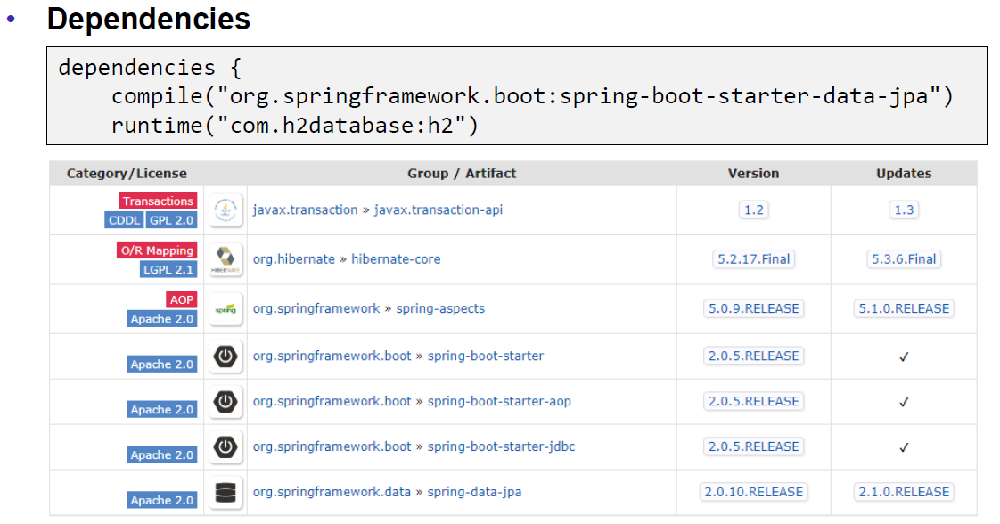 • Dependencies
dependencies {
    compile("org.springframework.boot:spring-boot-starter-data-jpa")
    runtime("com.h2database:h2")
Category/License Group / Artifact Version Updates
Transactions
CDDL GPL 2.0 javax.transaction » javax.transaction-api 1.2 1.3
O/R Mapping
LGPL 2.1 HIBERNATE org.hibernate » hibernate-core 5.2.17.Final 5.3.6.Final
AOP
Apache 2.0 spring org.springframework » spring-aspects 5.0.9.RELEASE 5.1.0.RELEASE
Apache 2.0 org.springframework.boot » spring-boot-starter 2.0.5.RELEASE ✓
Apache 2.0 org.springframework.boot » spring-boot-starter-aop 2.0.5.RELEASE ✓
Apache 2.0 org.springframework.boot » spring-boot-starter-jdbc 2.0.5.RELEASE ✓
Apache 2.0 org.springframework.data » spring-data-jpa 2.0.10.RELEASE 2.1.0.RELEASE